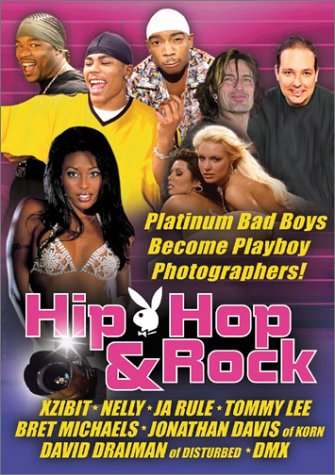 Platinum Bad Boys
Become Playboy
Photographers!
Hip Hop
& Rock
XZIBIT * NELLY * JA RULE * TOMMY LEE
BRET MICHAELS * JONATHAN DAVIS of KORN
DAVID DRAIMAN of DISTURBED * DMX